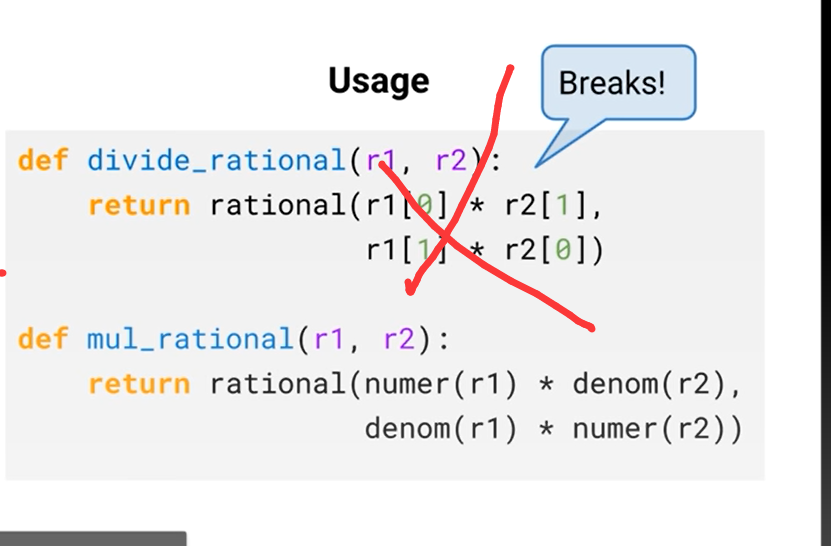 Usage
Breaks!
def divide_rational(r1, r2):
    return rational(r1[0] * r2[1],
                    r1[1] * r2[0])
def mul_rational(r1, r2):
    return rational(numer(r1) * denom(r2),
                    denom(r1) * numer(r2))